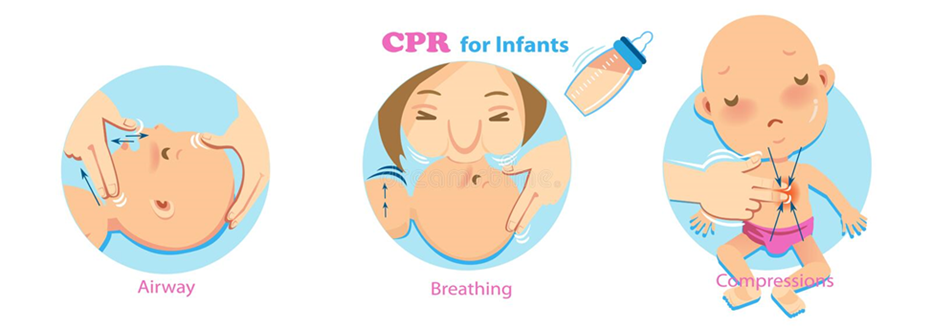 CPR for Infants
Airway
Breathing
Compressions